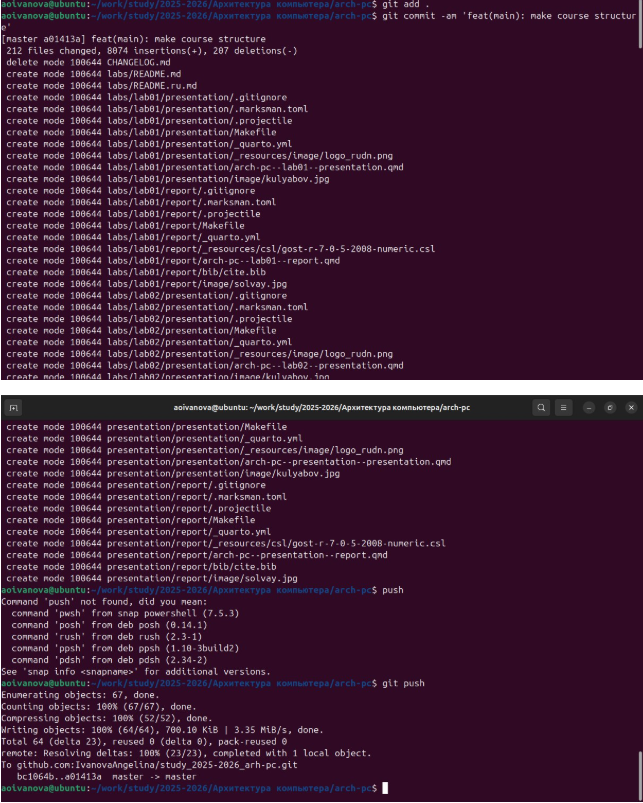 aoivanova@ubuntu:~/work/study/2025-2026/Архитектура компьютера/arch-pc$ git add .
aoivanova@ubuntu:~/work/study/2025-2026/Архитектура компьютера/arch-pc$ git commit -am 'feat(main): make course structur
e'
[master a01413a] feat(main): make course structure
 212 files changed, 8074 insertions(+), 207 deletions(-)
 delete mode 100644 CHANGELOG.md
 create mode 100644 labs/README.md
 create mode 100644 labs/README.ru.md
 create mode 100644 labs/lab01/presentation/.gitignore
 create mode 100644 labs/lab01/presentation/.marksman.toml
 create mode 100644 labs/lab01/presentation/.projectile
 create mode 100644 labs/lab01/presentation/Makefile
 create mode 100644 labs/lab01/presentation/_quarto.yml
 create mode 100644 labs/lab01/presentation/_resources/image/logo_rudn.png
 create mode 100644 labs/lab01/presentation/arch-pc--lab01--presentation.qmd
 create mode 100644 labs/lab01/presentation/image/kulyabov.jpg
 create mode 100644 labs/lab01/report/.gitignore
 create mode 100644 labs/lab01/report/.marksman.toml
 create mode 100644 labs/lab01/report/.projectile
 create mode 100644 labs/lab01/report/Makefile
 create mode 100644 labs/lab01/report/_quarto.yml
 create mode 100644 labs/lab01/report/_resources/csl/gost-r-7-0-5-2008-numeric.csl
 create mode 100644 labs/lab01/report/arch-pc--lab01--report.qmd
 create mode 100644 labs/lab01/report/bib/cite.bib
 create mode 100644 labs/lab01/report/image/solvay.jpg
 create mode 100644 labs/lab02/presentation/.gitignore
 create mode 100644 labs/lab02/presentation/.marksman.toml
 create mode 100644 labs/lab02/presentation/.projectile
 create mode 100644 labs/lab02/presentation/Makefile
 create mode 100644 labs/lab02/presentation/_quarto.yml
 create mode 100644 labs/lab02/presentation/_resources/image/logo_rudn.png
 create mode 100644 labs/lab02/presentation/arch-pc--lab02--presentation.qmd
 create mode 100644 labs/lab02/presentation/image/kulyabov.jpg
aoivanova@ubuntu: ~/work/study/2025-2026/Архитектура компьютера/arch-pc
 create mode 100644 presentation/presentation/Makefile
 create mode 100644 presentation/presentation/_quarto.yml
 create mode 100644 presentation/presentation/_resources/image/logo_rudn.png
 create mode 100644 presentation/presentation/arch-pc--presentation--presentation.qmd
 create mode 100644 presentation/presentation/image/kulyabov.jpg
 create mode 100644 presentation/report/.gitignore
 create mode 100644 presentation/report/.marksman.toml
 create mode 100644 presentation/report/.projectile
 create mode 100644 presentation/report/Makefile
 create mode 100644 presentation/report/_quarto.yml
 create mode 100644 presentation/report/_resources/csl/gost-r-7-0-5-2008-numeric.csl
 create mode 100644 presentation/report/arch-pc--presentation--report.qmd
 create mode 100644 presentation/report/bib/cite.bib
 create mode 100644 presentation/report/image/solvay.jpg
aoivanova@ubuntu:~/work/study/2025-2026/Архитектура компьютера/arch-pc$ push
Command 'push' not found, did you mean:
  command 'pwsh' from snap powershell (7.5.3)
  command 'posh' from deb posh (0.14.1)
  command 'rush' from deb rush (2.3-1)
  command 'ppsh' from deb ppsh (1.10-3build2)
  command 'pdsh' from deb pdsh (2.34-2)
See 'snap info <snapname>' for additional versions.
aoivanova@ubuntu:~/work/study/2025-2026/Архитектура компьютера/arch-pc$ git push
Enumerating objects: 67, done.
Counting objects: 100% (67/67), done.
Compressing objects: 100% (52/52), done.
Writing objects: 100% (64/64), 700.10 KiB | 3.35 MiB/s, done.
Total 64 (delta 23), reused 0 (delta 0), pack-reused 0
remote: Resolving deltas: 100% (23/23), completed with 1 local object.
To github.com:IvanovaAngelina/study_2025-2026_arh-pc.git
   bc1064b..a01413a  master -> master
aoivanova@ubuntu:~/work/study/2025-2026/Архитектура компьютера/arch-pc$